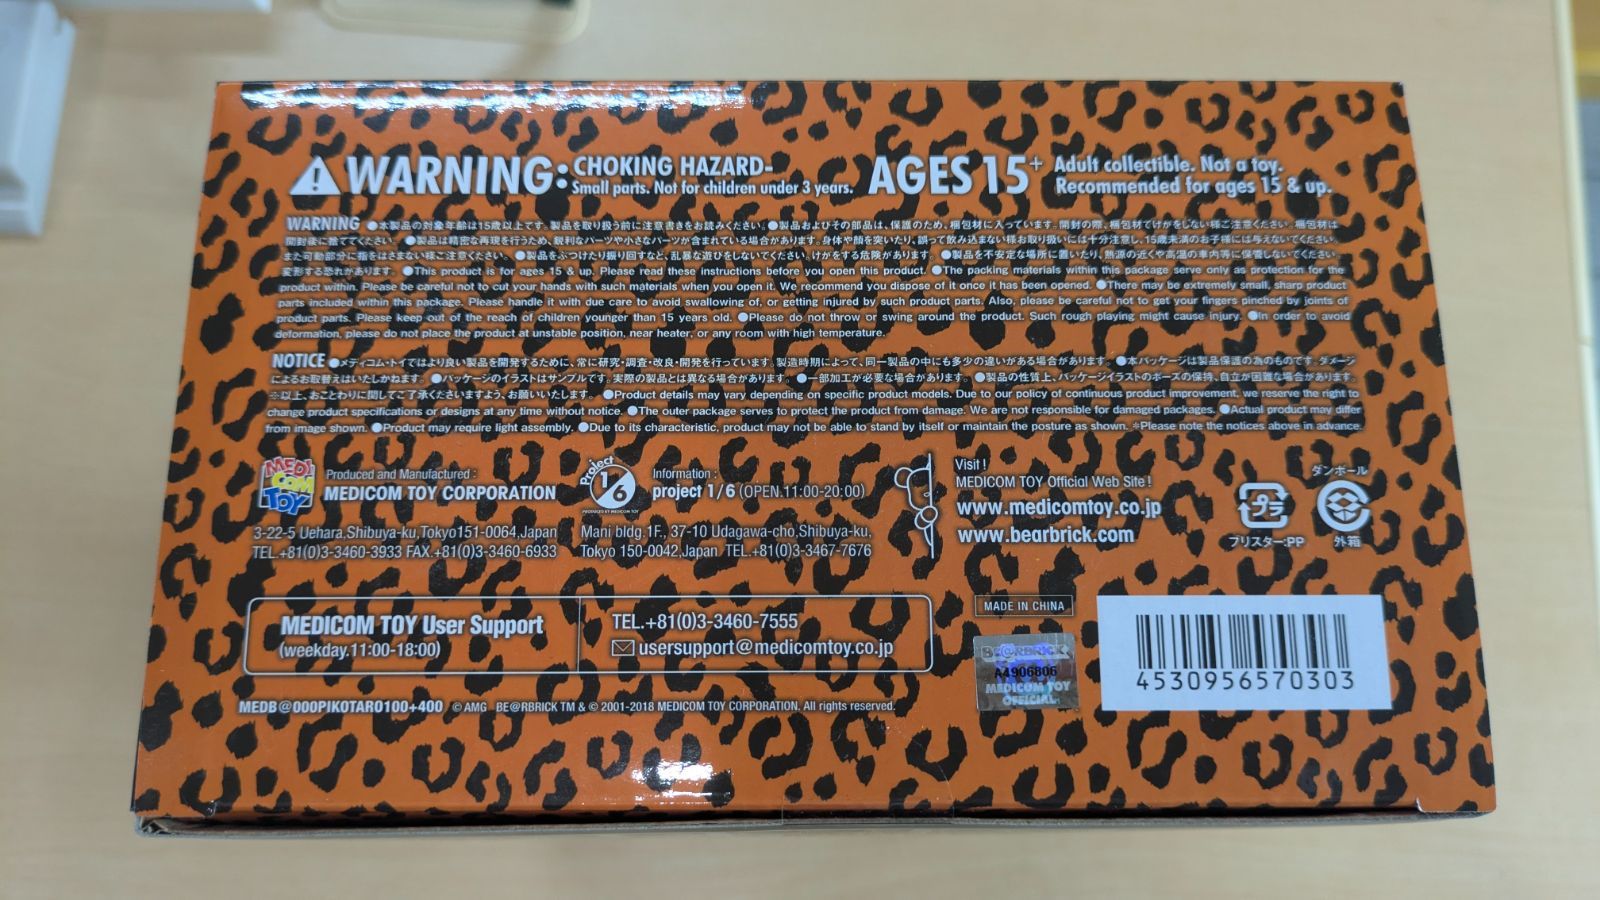 WARNING: CHOKING HAZARD-
Small parts. Not for children under 3 years.
AGES 15+ Adult collectible. Not a toy.
Recommended for ages 15 & up.
WARNING ●本製品の対象年齢は15歳以上です。製品を取り扱う前に注意書きをお読みください。●製品およびその部品は、保護のため、梱包材に入っています。開封の際、梱包材でけがをしない様ご注意ください。梱包材は
開封後に捨ててください。●製品は精密な再現を行うため、鋭利なパーツや小さなパーツが含まれている場合があります。身体や顔を突いたり、誤って飲み込まない様お取り扱いには十分注意し、15歳未満のお子様には与えないでください。
また可動部分に指をはさまない様ご注意ください。●製品をぶつけたり振り回すなど、乱暴な遊びをしないでください。けがをする危険があります。●製品を不安定な場所に置いたり、熱源の近くや高温の車内等に保管しないでください。
変形する恐れがあります。●This product is for ages 15 & up. Please read these instructions before you open this product. ●The packing materials within this package serve only as protection for the
product within. Please be careful not to cut your hands with such materials when you open it. We recommend you dispose of it once it has been opened. ●There may be extremely small, sharp product
parts included within this package. Please handle it with due care to avoid swallowing of, or getting injured by such product parts. Also, please be careful not to get your fingers pinched by joints of
product parts. Please keep out of the reach of children younger than 15 years old. ●Please do not throw or swing around the product. Such rough playing might cause injury. ●In order to avoid
deformation, please do not place the product at unstable position, near heater, or any room with high temperature.
NOTICE ●メディコム・トイではより良い製品を開発するために、常に研究・調査・改良・開発を行っています。製造時期によって、同一製品の中にも多少の違いがある場合があります。●本パッケージは製品保護の為のものです。ダメージ
によるお取替えはいたしかねます。●パッケージのイラストはサンプルです。実際の製品とは異なる場合があります。●一部加工が必要な場合があります。●製品の性質上、パッケージイラストのポーズの保持、自立が困難な場合があります。
※以上、おことわりに関してご了承くださいますよう、お願いいたします。●Product details may vary depending on specific product models. Due to our policy of continuous product improvement, we reserve the right to
change product specifications or designs at any time without notice. ●The outer package serves to protect the product from damage. We are not responsible for damaged packages. ●Actual product may differ
from image shown. ●Product may require light assembly. ●Due to its characteristic, product may not be able to stand by itself or maintain the posture as shown. ※Please note the notices above in advance.
MEDI COM TOY
Produced and Manufactured :
MEDICOM TOY CORPORATION
3-22-5 Uehara,Shibuya-ku,Tokyo151-0064,Japan
TEL.+81(0)3-3460-3933 FAX.+81(0)3-3460-6933
Project 1/6
PRODUCED BY MEDICOM TOY
Information :
project 1/6 (OPEN.11:00-20:00)
Mani bldg.1F., 37-10 Udagawa-cho,Shibuya-ku,
Tokyo 150-0042,Japan TEL.+81(0)3-3467-7676
Visit !
MEDICOM TOY Official Web Site !
www.medicomtoy.co.jp
www.bearbrick.com
プラ
ブリスター:PP
ダンボール
外箱
MEDICOM TOY User Support
(weekday.11:00-18:00)
TEL.+81(0)3-3460-7555
usersupport@medicomtoy.co.jp
MADE IN CHINA
BE@RBRICK
A4906806
MEDICOM TOY
OFFICIAL
4530956570303
MEDB@000PIKOTARO100+400 © AMG BE@RBRICK TM & © 2001-2018 MEDICOM TOY CORPORATION. All rights reserved.